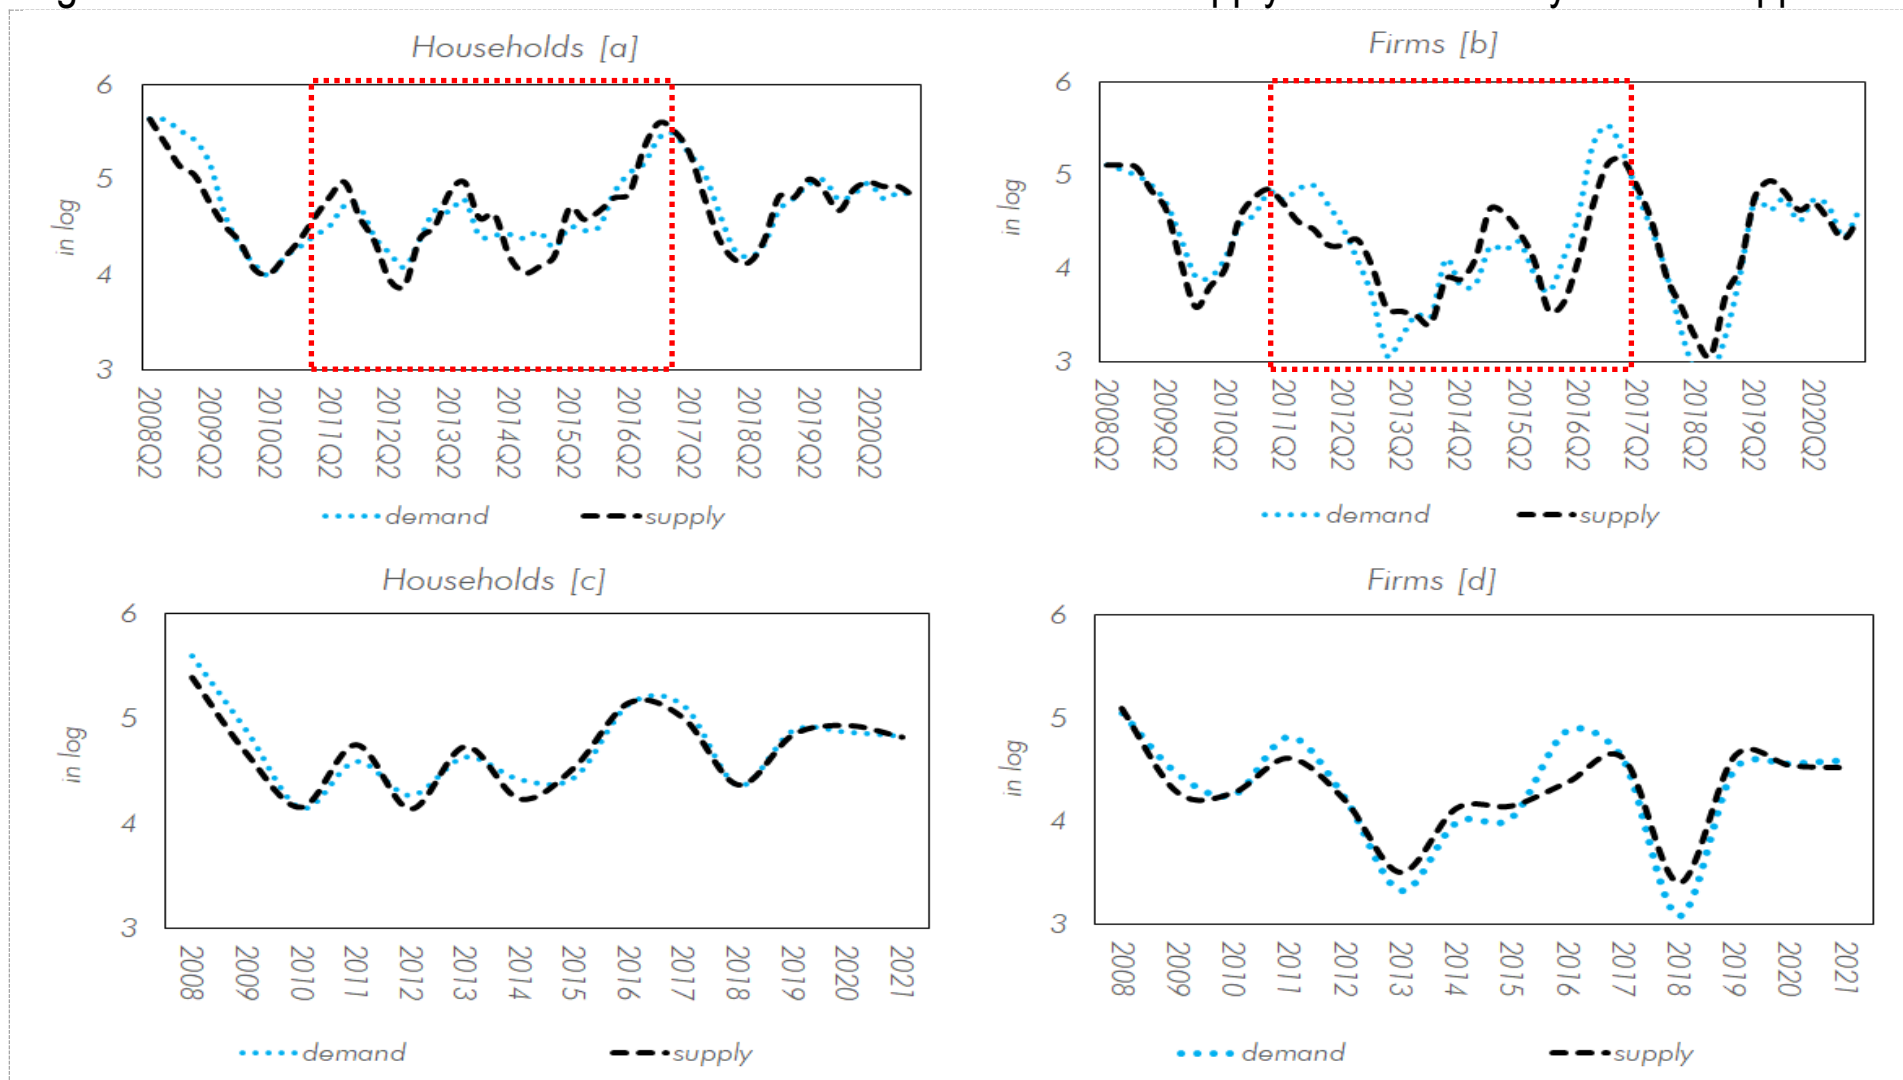 Households [a]
6
5
4
3
in log
2008Q2
2009Q2
2010Q2
2011Q2
2012Q2
2013Q2
2014Q2
2015Q2
2016Q2
2017Q2
2018Q2
2019Q2
2020Q2
demand
supply
Firms [b]
6
5
4
3
in log
2008Q2
2009Q2
2010Q2
2011Q2
2012Q2
2013Q2
2014Q2
2015Q2
2016Q2
2017Q2
2018Q2
2019Q2
2020Q2
demand
supply
Households [c]
6
5
4
3
in log
2008
2009
2010
2011
2012
2013
2014
2015
2016
2017
2018
2019
2020
2021
demand
supply
Firms [d]
6
5
4
3
in log
2008
2009
2010
2011
2012
2013
2014
2015
2016
2017
2018
2019
2020
2021
demand
supply